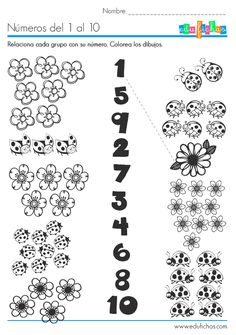 Nombre:
edufichas
Números del 1 al 10
Relaciona cada grupo con su número. Colorea los dibujos.
1
5
9
2
7
3
4
6
8
10
www.edufichas.com